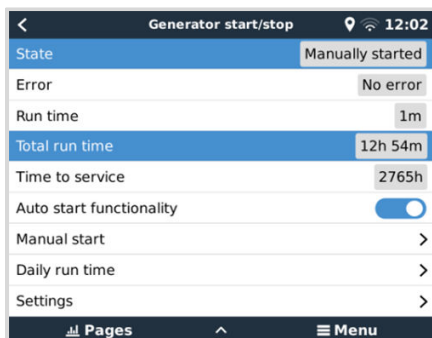 Generator start/stop 12:02
State Manually started
Error No error
Run time 1m
Total run time 12h 54m
Time to service 2765h
Auto start functionality
Manual start
Daily run time
Settings
Pages Menu